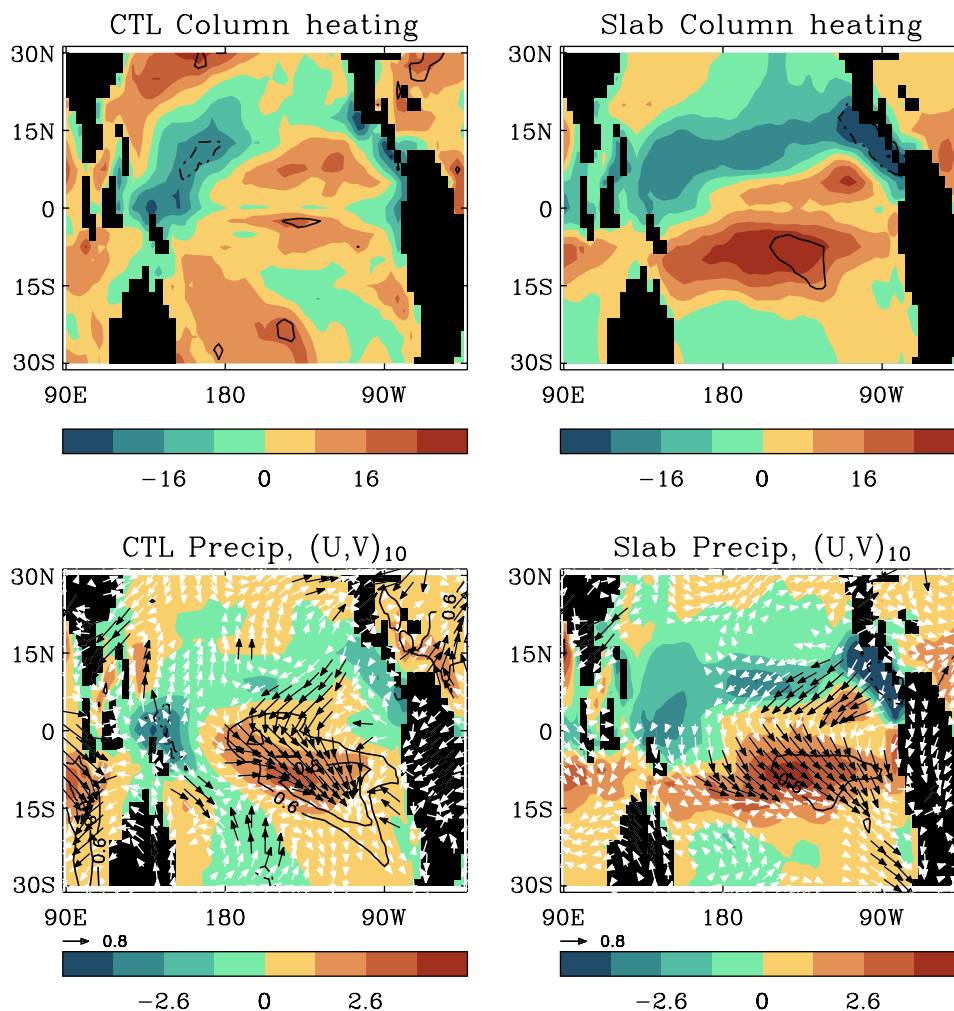 CTL Column heating
Slab Column heating
30N
15N
0
15S
30S
90E
180
90W
−16
0
16
30N
15N
0
15S
30S
90E
180
90W
−16
0
16
CTL Precip, (U,V)10
Slab Precip, (U,V)10
30N
15N
0
15S
30S
90E
180
90W
0.8
−2.6
0
2.6
0.6
0.6
0.6
30N
15N
0
15S
30S
90E
180
90W
0.8
−2.6
0
2.6